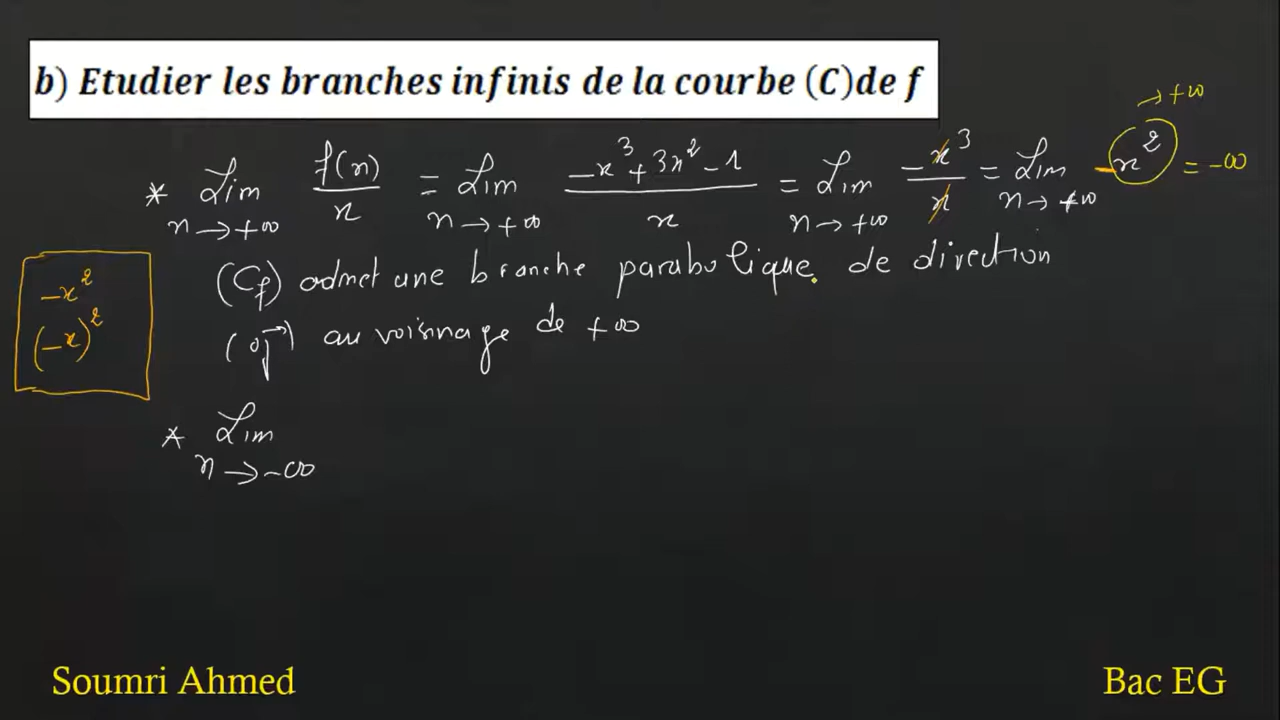 b) Etudier les branches infinis de la courbe (C)de f
* Lim x→+∞ f(x)/x = Lim x→+∞ (-x³+3x²-1)/x = Lim x→+∞ -x³/x = Lim x→+∞ -x² = -∞
→+∞
(Cf) admet une branche parabolique de direction
(oj→) au voisinage de +∞
-x²
(-x)²
* Lim x→-∞
Soumri Ahmed
Bac EG